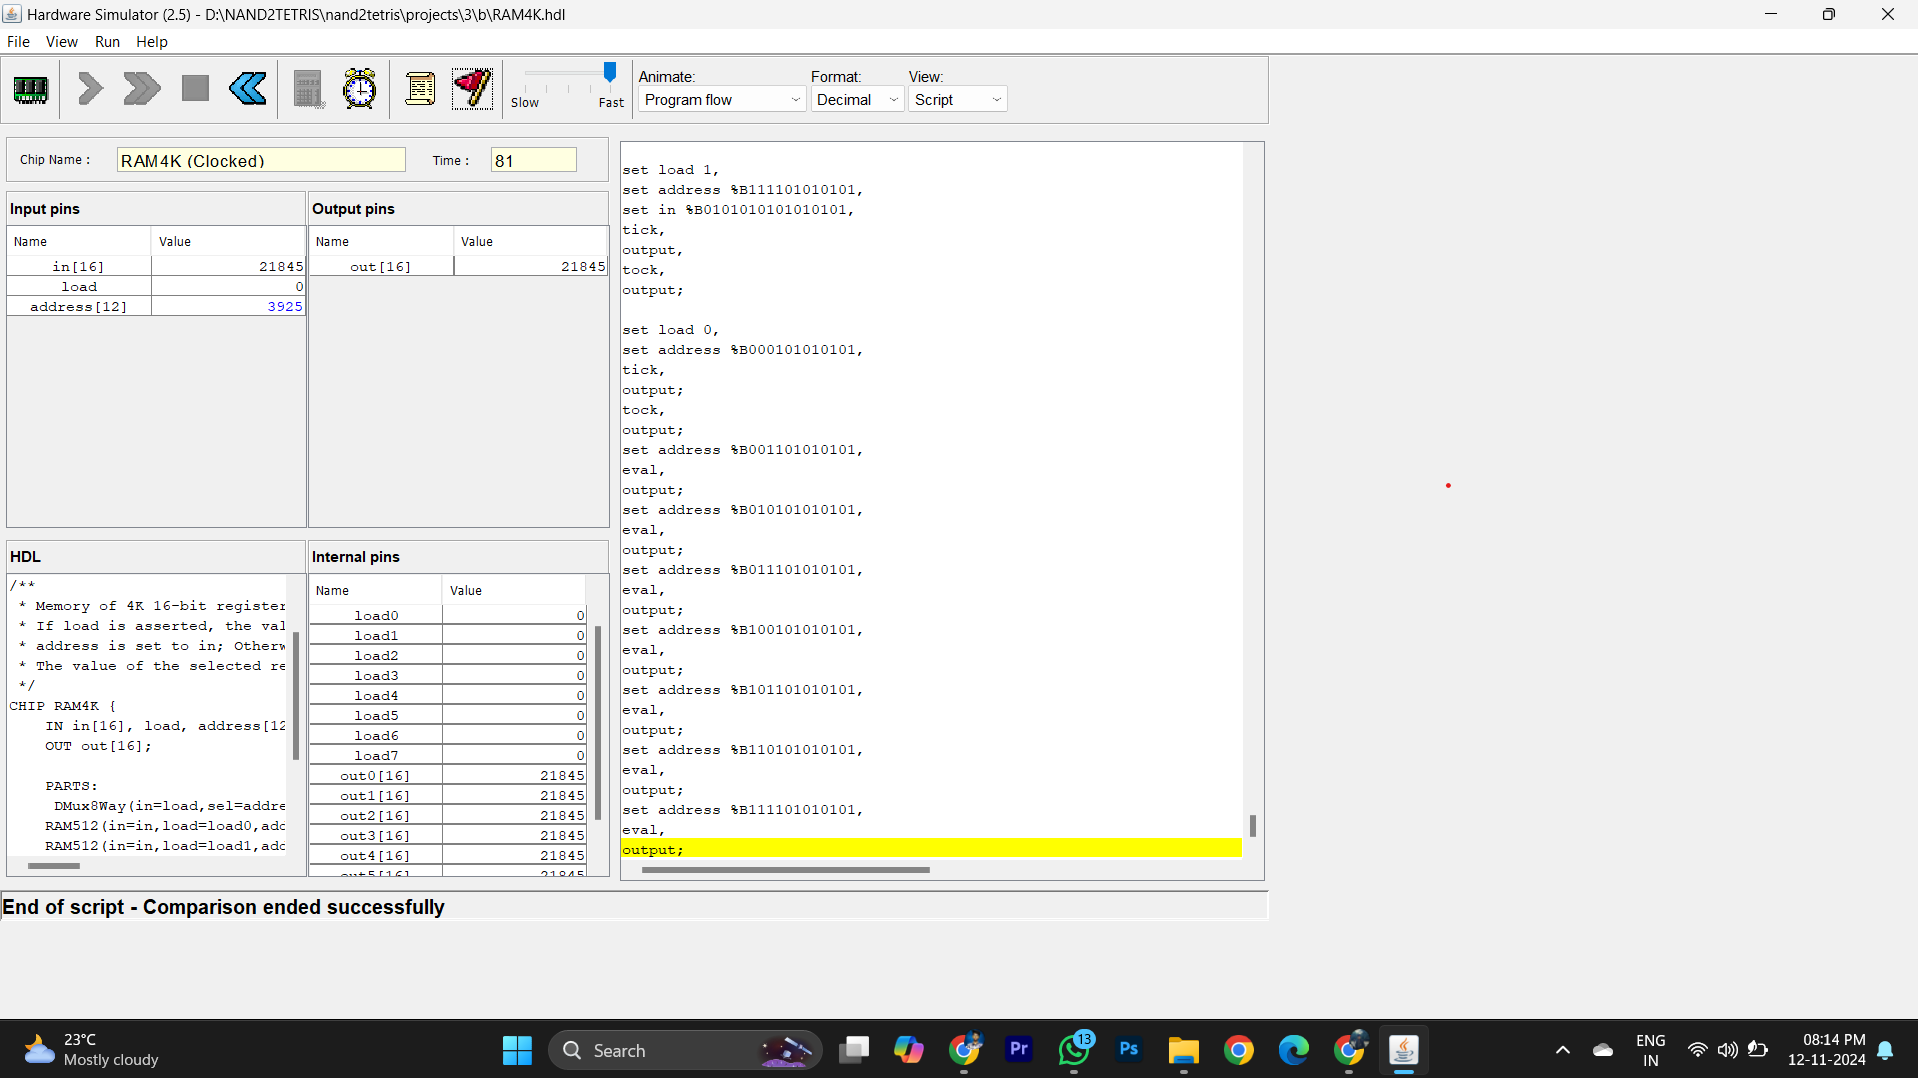 Hardware Simulator (2.5) - D:\NAND2TETRIS\nand2tetris\projects\3\b\RAM4K.hdl
File View Run Help
Slow Fast
Animate: Format: View:
Program flow Decimal Script
Chip Name : RAM4K (Clocked) Time : 81
Input pins
Name Value
in[16] 21845
load 0
address[12] 3925
Output pins
Name Value
out[16] 21845
HDL
/**
* Memory of 4K 16-bit register
* If load is asserted, the val
* address is set to in; Otherw
* The value of the selected re
*/
CHIP RAM4K {
IN in[16], load, address[12
OUT out[16];
PARTS:
DMux8Way(in=load,sel=addre
RAM512(in=in,load=load0,add
RAM512(in=in,load=load1,add
Internal pins
Name Value
load0 0
load1 0
load2 0
load3 0
load4 0
load5 0
load6 0
load7 0
out0[16] 21845
out1[16] 21845
out2[16] 21845
out3[16] 21845
out4[16] 21845
out5[16] 21845
set load 1,
set address %B111101010101,
set in %B0101010101010101,
tick,
output,
tock,
output;
set load 0,
set address %B000101010101,
tick,
output;
tock,
output;
set address %B001101010101,
eval,
output;
set address %B010101010101,
eval,
output;
set address %B011101010101,
eval,
output;
set address %B100101010101,
eval,
output;
set address %B101101010101,
eval,
output;
set address %B110101010101,
eval,
output;
set address %B111101010101,
eval,
output;
End of script - Comparison ended successfully
23°C
Mostly cloudy
Search
Pr
13
Ps
ENG
IN
08:14 PM
12-11-2024